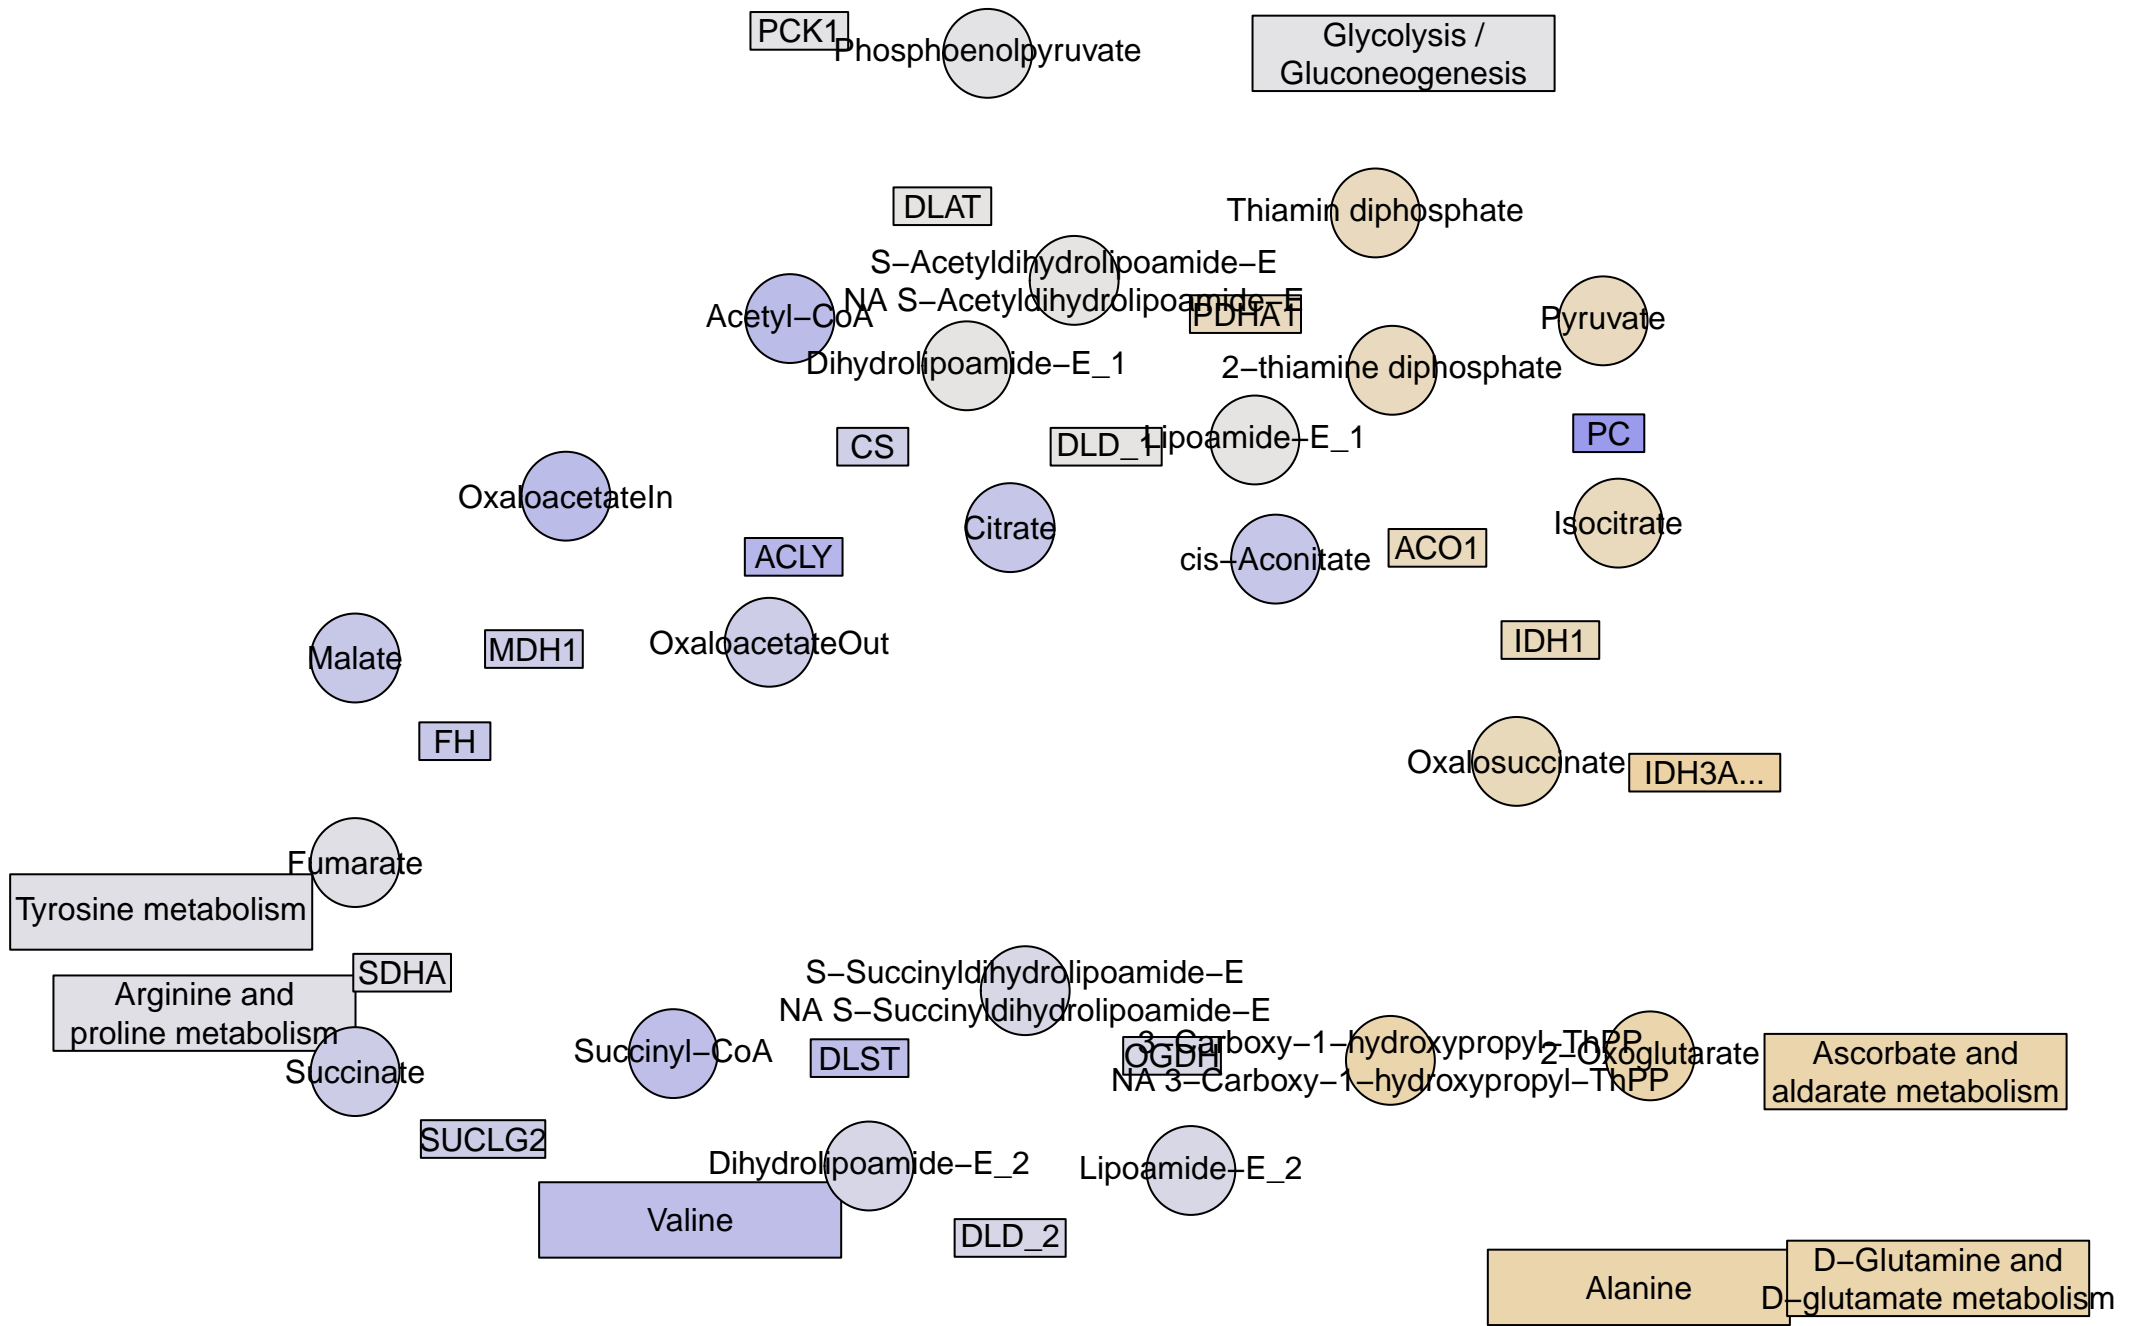 PCK1
Phosphoenolpyruvate
Glycolysis /
Gluconeogenesis
DLAT
Thiamin diphosphate
S−Acetyldihydrolipoamide−E
NA S−Acetyldihydrolipoamide−E
Acetyl−CoA
PDHA1
Pyruvate
Dihydrolipoamide−E_1
2−thiamine diphosphate
CS
DLD_1
Lipoamide−E_1
PC
OxaloacetateIn
Citrate
Isocitrate
ACLY
cis−Aconitate
ACO1
Malate
MDH1
OxaloacetateOut
IDH1
FH
Oxalosuccinate
IDH3A...
Fumarate
Tyrosine metabolism
SDHA
Arginine and
proline metabolism
S−Succinyldihydrolipoamide−E
NA S−Succinyldihydrolipoamide−E
Succinate
Succinyl−CoA
DLST
OGDH
3−Carboxy−1−hydroxypropyl−ThPP
NA 3−Carboxy−1−hydroxypropyl−ThPP
2−Oxoglutarate
Ascorbate and
aldarate metabolism
SUCLG2
Dihydrolipoamide−E_2
Lipoamide−E_2
Valine
DLD_2
Alanine
D−Glutamine and
D−glutamate metabolism